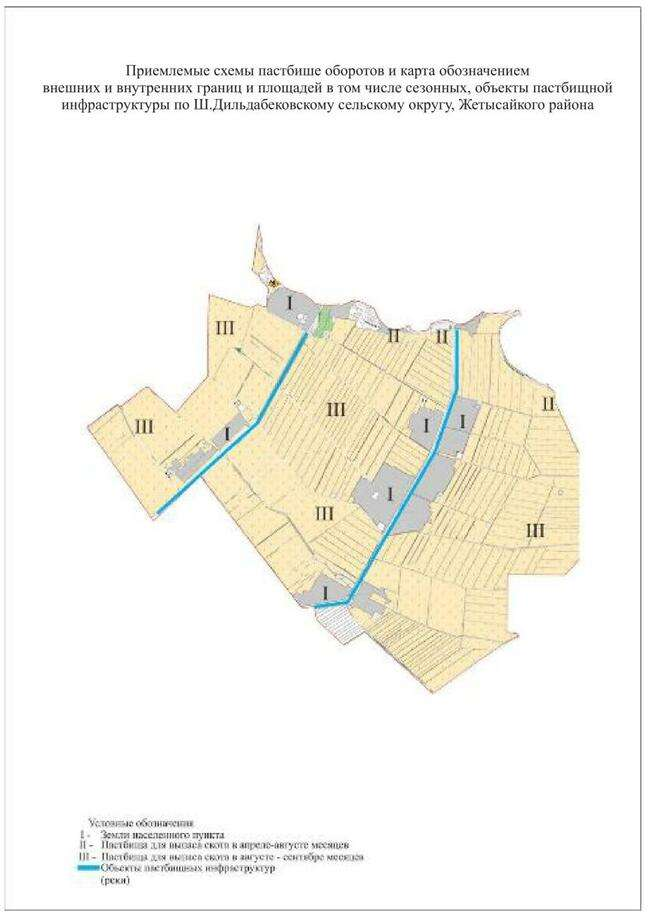 Приемлемые схемы пастбише оборотов и карта обозначением
внешних и внутренних границ и площадей в том числе сезонных, объекты пастбищной
инфраструктуры по Ш.Дильдабековскому сельскому округу, Жетысайкого района
I
III
II
II
III
II
III
I
I
I
I
III
III
I
Условные обозначения
I - Земли населенного пункта
II - Пастбища для выпаса скота в апреле-августе месяцев
III - Пастбища для выпаса скота в августе - сентябре месяцев
Объекты пастбищных инфраструктур
(реки)